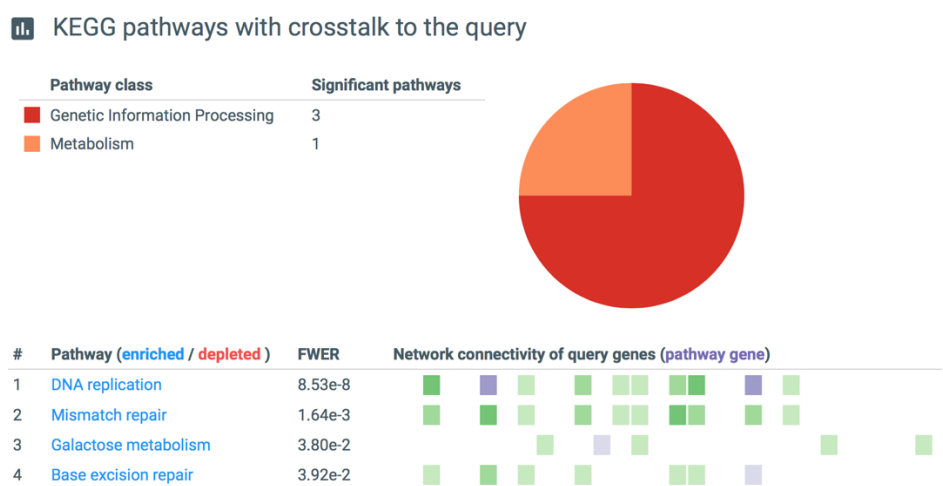 KEGG pathways with crosstalk to the query
Pathway class Significant pathways
Genetic Information Processing 3
Metabolism 1
# Pathway (enriched / depleted ) FWER Network connectivity of query genes (pathway gene)
1 DNA replication 8.53e-8
2 Mismatch repair 1.64e-3
3 Galactose metabolism 3.80e-2
4 Base excision repair 3.92e-2